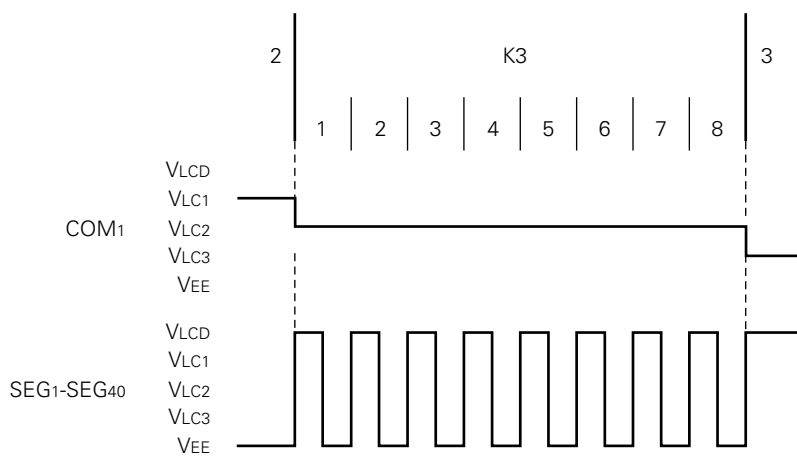 2 K3 3
1 2 3 4 5 6 7 8
VLCD
VLC1
COM1 VLC2
VLC3
VEE
VLCD
VLC1
SEG1-SEG40 VLC2
VLC3
VEE